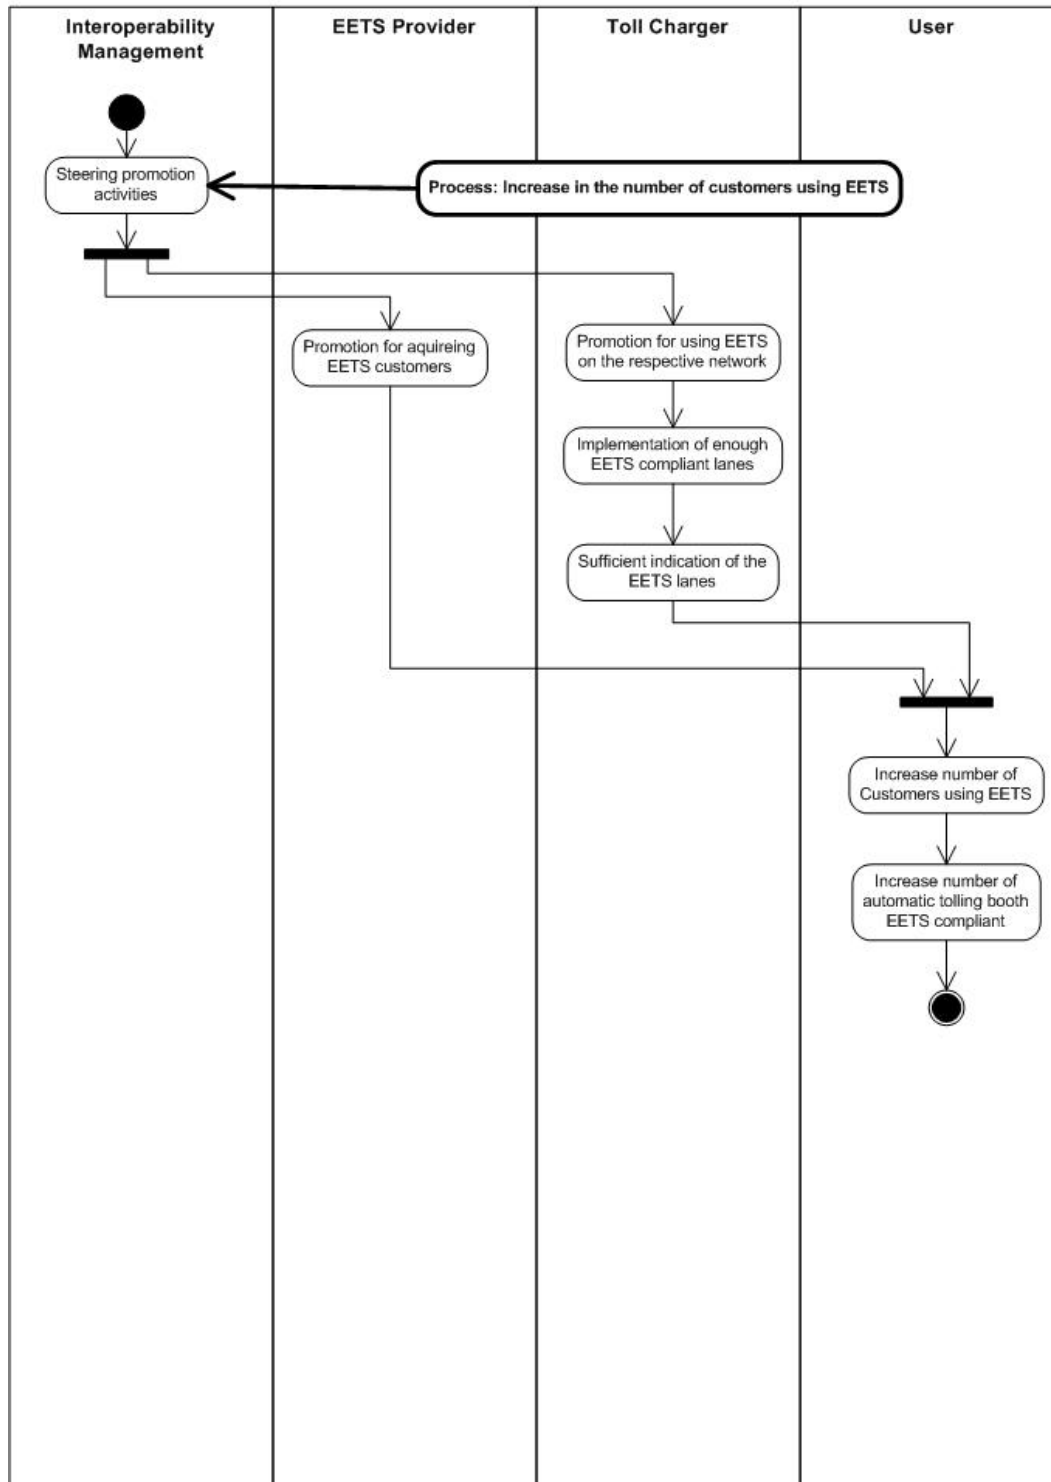 Interoperability
Management
EETS Provider
Toll Charger
User
Steering promotion
activities
Process: Increase in the number of customers using EETS
Promotion for aquireing
EETS customers
Promotion for using EETS
on the respective network
Implementation of enough
EETS compliant lanes
Sufficient indication of the
EETS lanes
Increase number of
Customers using EETS
Increase number of
automatic tolling booth
EETS compliant